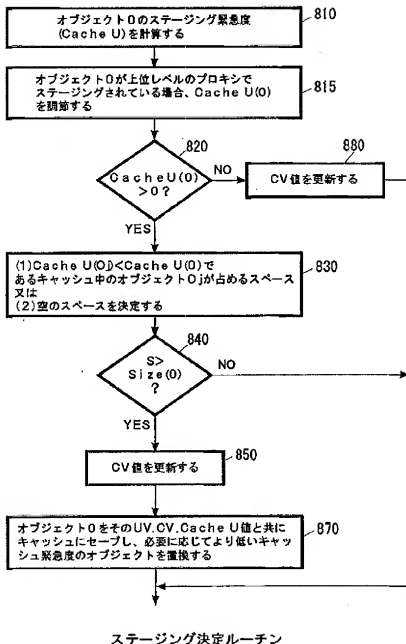 オブジェクトOのステージング緊急度
(Cache U)を計算する
810
オブジェクトOが上位レベルのプロキシで
ステージングされている場合、Cache U(O)
を調節する
815
820
CacheU(O)
>0?
NO
880
CV値を更新する
YES
(1)Cache U(Oj)<Cache U(O)で
あるキャッシュ中のオブジェクトOjが占めるスペース
又は
(2)空のスペースを決定する
830
840
S>
Size(O)
?
NO
YES
850
CV値を更新する
オブジェクトOをそのUV.CV.Cache U値と共に
キャッシュにセーブし、必要に応じてより低いキャッ
シュ緊急度のオブジェクトを置換する
870
ステージング決定ルーチン